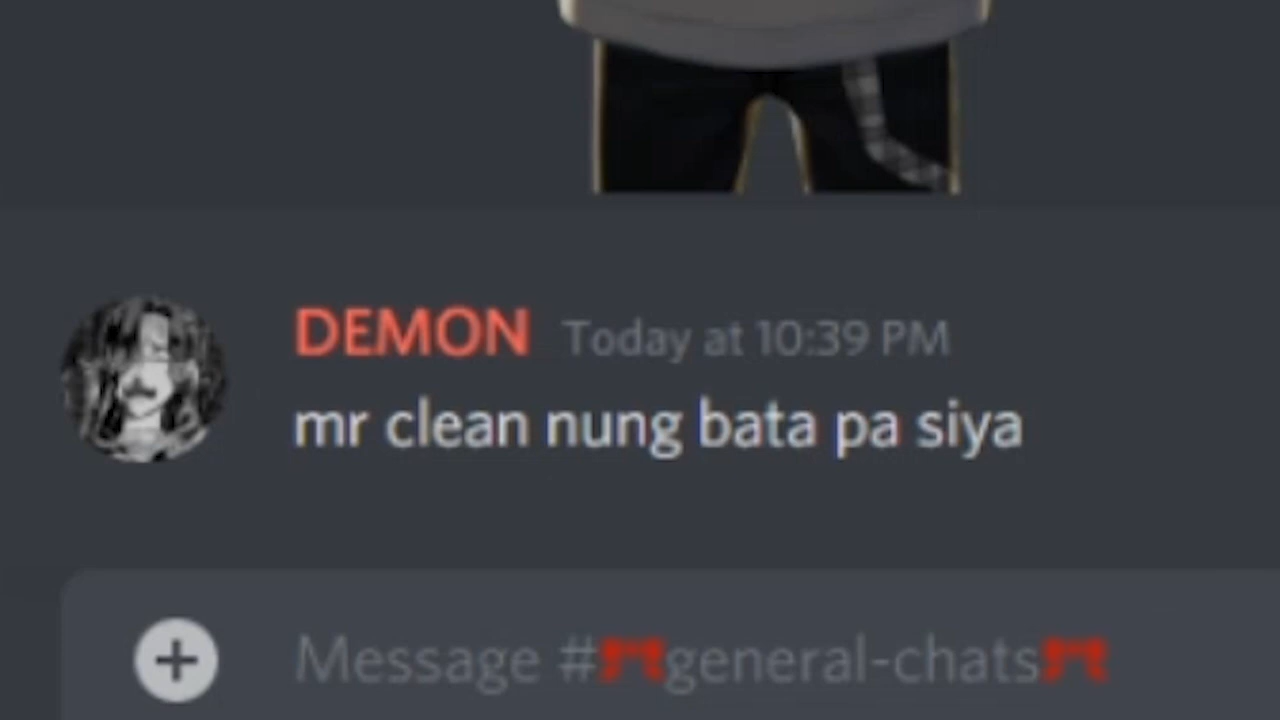 DEMON Today at 10:39 PM
mr clean nung bata pa siya
Message #general-chats